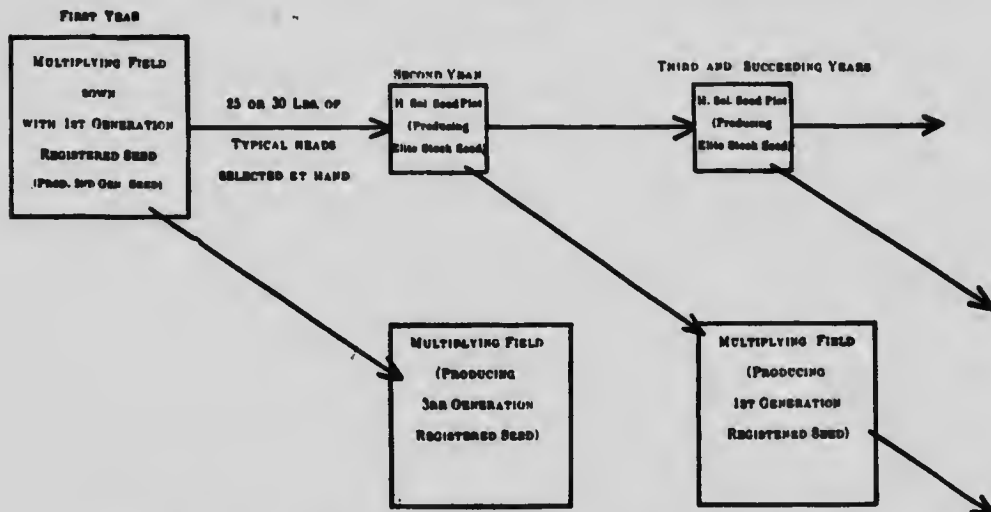 FIRST YEAR
MULTIPLYING FIELD
SOWN
WITH 1ST GENERATION
REGISTERED SEED
(PROD. 2ND GEN. SEED)
25 OR 30 LBS. OF
TYPICAL HEADS
SELECTED BY HAND
SECOND YEAR
H. Sel. Seed Plot
(Producing
Elite Stock Seed)
THIRD AND SUCCEEDING YEARS
H. Sel. Seed Plot
(Producing
Elite Stock Seed)
MULTIPLYING FIELD
(PRODUCING
3RD GENERATION
REGISTERED SEED)
MULTIPLYING FIELD
(PRODUCING
1ST GENERATION
REGISTERED SEED)